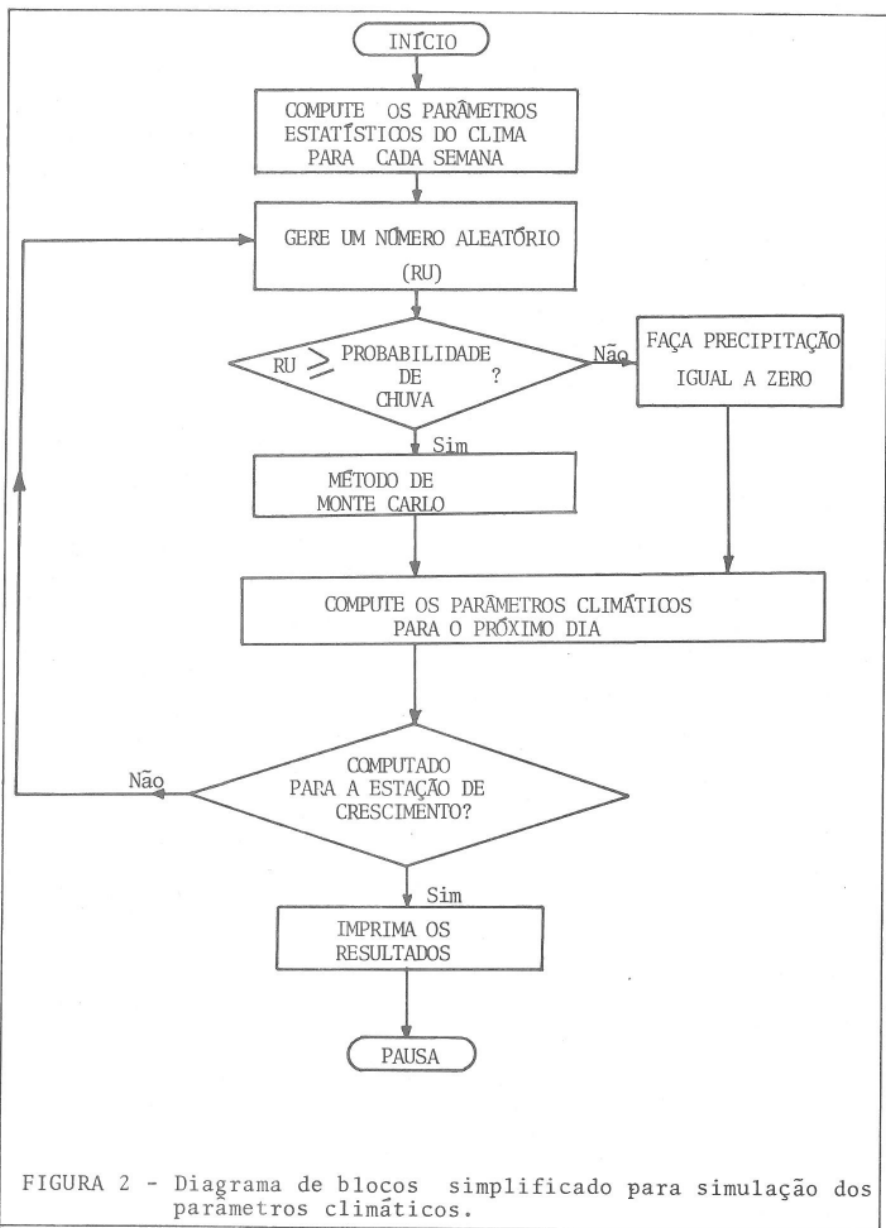 INÍCIO
COMPUTE OS PARÂMETROS
ESTATÍSTICOS DO CLIMA
PARA CADA SEMANA
GERE UM NÚMERO ALEATÓRIO
(RU)
RU ≥ PROBABILIDADE
DE ?
CHUVA
Não
FAÇA PRECIPITAÇÃO
IGUAL A ZERO
Sim
MÉTODO DE
MONTE CARLO
COMPUTE OS PARÂMETROS CLIMÁTICOS
PARA O PRÓXIMO DIA
COMPUTADO
PARA A ESTAÇÃO DE
CRESCIMENTO?
Não
Sim
IMPRIMA OS
RESULTADOS
PAUSA
FIGURA 2 - Diagrama de blocos simplificado para simulação dos
parâmetros climáticos.